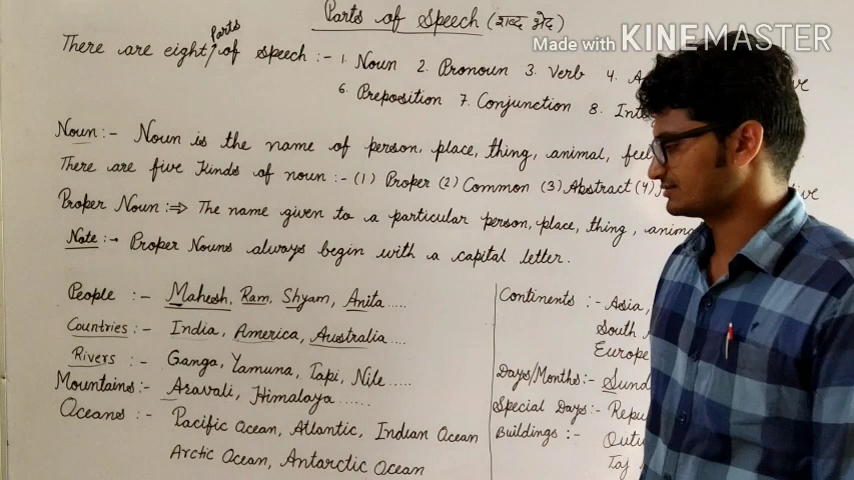 Parts of Speech (शब्द भेद)
Made with KINEMASTER
There are eight Parts of speech :- 1. Noun 2. Pronoun 3. Verb 4.
6. Preposition 7. Conjunction 8.
Noun :- Noun is the name of person, place, thing, animal,
There are five Kinds of noun :- (1) Proper (2) Common (3) Abstract (4)
Proper Noun :⇒ The name given to a particular person, place, thing,
Note :→ Proper Nouns always begin with a capital letter.
People :- Mahesh, Ram, Shyam, Anita.....
Countries :- India, America, Australia....
Rivers :- Ganga, Yamuna, Tapi, Nile.....
Mountains :- Aravali, Himalaya......
Oceans :- Pacific Ocean, Atlantic, Indian Ocean
Arctic Ocean, Antarctic Ocean
Continents :- Asia,
South
Europe
Days/Months :-
Special Days :-
Buildings :-
Taj